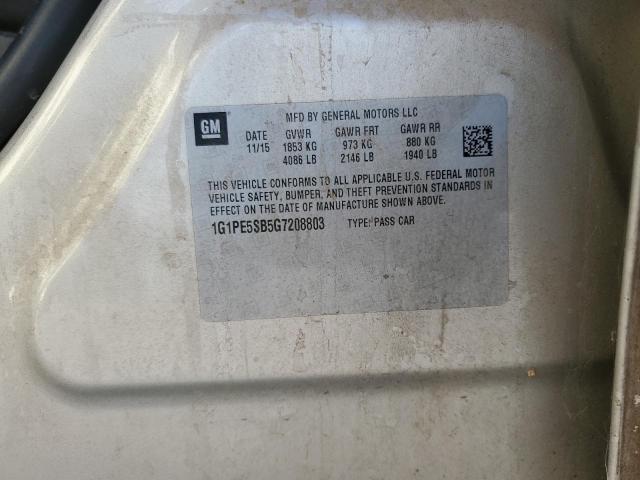 MFD BY GENERAL MOTORS LLC
GM
DATE GVWR GAWR FRT GAWR RR
11/15 1853 KG 973 KG 880 KG
4086 LB 2146 LB 1940 LB
THIS VEHICLE CONFORMS TO ALL APPLICABLE U.S. FEDERAL MOTOR
VEHICLE SAFETY, BUMPER, AND THEFT PREVENTION STANDARDS IN
EFFECT ON THE DATE OF MANUFACTURE SHOWN ABOVE.
1G1PE5SB5G7208803 TYPE: PASS CAR